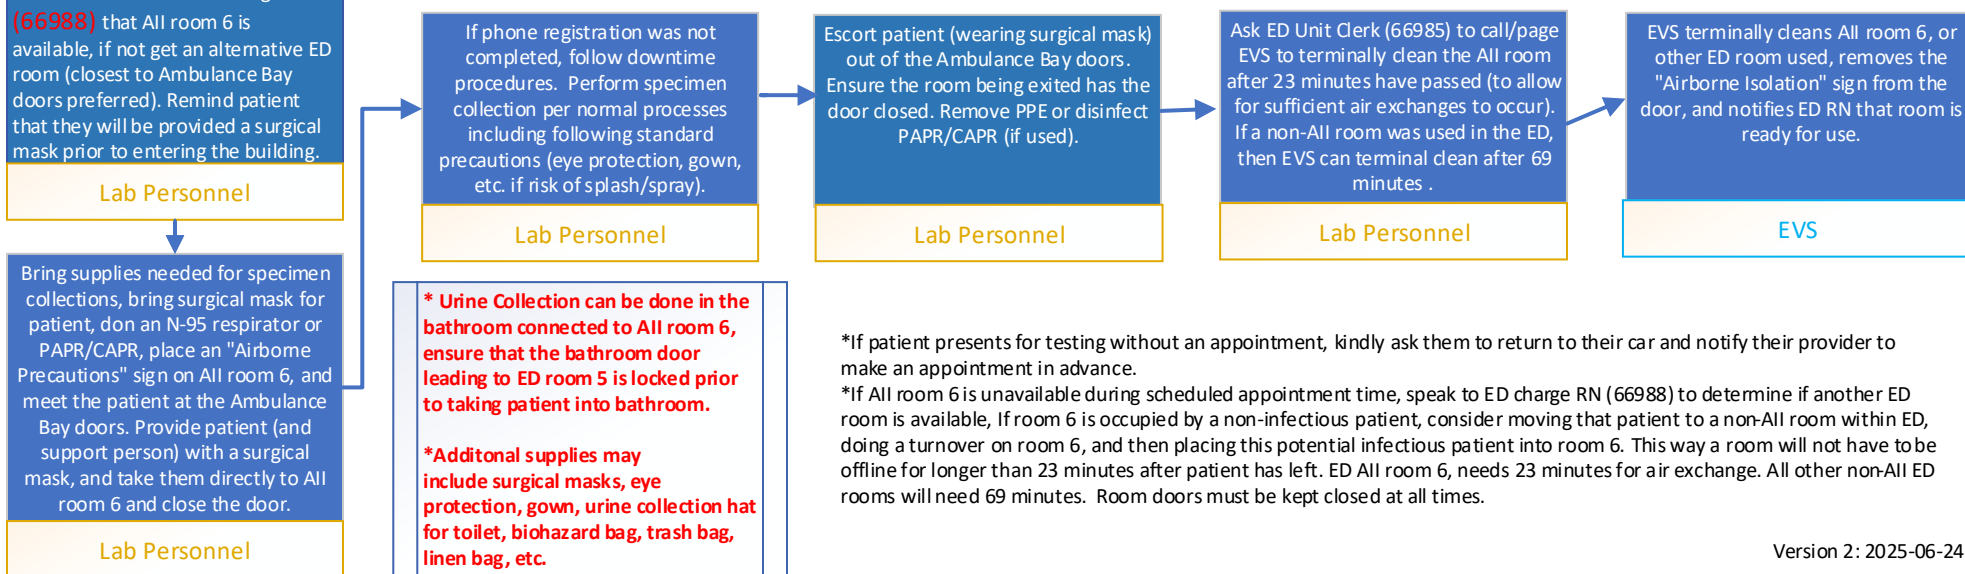 (66988) that AII room 6 is
available, if not get an alternative ED
room (closest to Ambulance Bay
doors preferred). Remind patient
that they will be provided a surgical
mask prior to entering the building.
Lab Personnel
Bring supplies needed for specimen
collections, bring surgical mask for
patient, don an N-95 respirator or
PAPR/CAPR, place an "Airborne
Precautions" sign on AII room 6, and
meet the patient at the Ambulance
Bay doors. Provide patient (and
support person) with a surgical
mask, and take them directly to AII
room 6 and close the door.
Lab Personnel
If phone registration was not
completed, follow downtime
procedures. Perform specimen
collection per normal processes
including following standard
precautions (eye protection, gown,
etc. if risk of splash/spray).
Lab Personnel
Escort patient (wearing surgical mask)
out of the Ambulance Bay doors.
Ensure the room being exited has the
door closed. Remove PPE or disinfect
PAPR/CAPR (if used).
Lab Personnel
Ask ED Unit Clerk (66985) to call/page
EVS to terminally clean the AII room
after 23 minutes have passed (to allow
for sufficient air exchanges to occur).
If a non-AII room was used in the ED,
then EVS can terminal clean after 69
minutes .
Lab Personnel
EVS terminally cleans AII room 6, or
other ED room used, removes the
"Airborne Isolation" sign from the
door, and notifies ED RN that room is
ready for use.
EVS
* Urine Collection can be done in the
bathroom connected to AII room 6,
ensure that the bathroom door
leading to ED room 5 is locked prior
to taking patient into bathroom.
*Additonal supplies may
include surgical masks, eye
protection, gown, urine collection hat
for toilet, biohazard bag, trash bag,
linen bag, etc.
*If patient presents for testing without an appointment, kindly ask them to return to their car and notify their provider to
make an appointment in advance.
*If AII room 6 is unavailable during scheduled appointment time, speak to ED charge RN (66988) to determine if another ED
room is available, If room 6 is occupied by a non-infectious patient, consider moving that patient to a non-AII room within ED,
doing a turnover on room 6, and then placing this potential infectious patient into room 6. This way a room will not have to be
offline for longer than 23 minutes after patient has left. ED AII room 6, needs 23 minutes for air exchange. All other non-AII ED
rooms will need 69 minutes. Room doors must be kept closed at all times.
Version 2: 2025-06-24